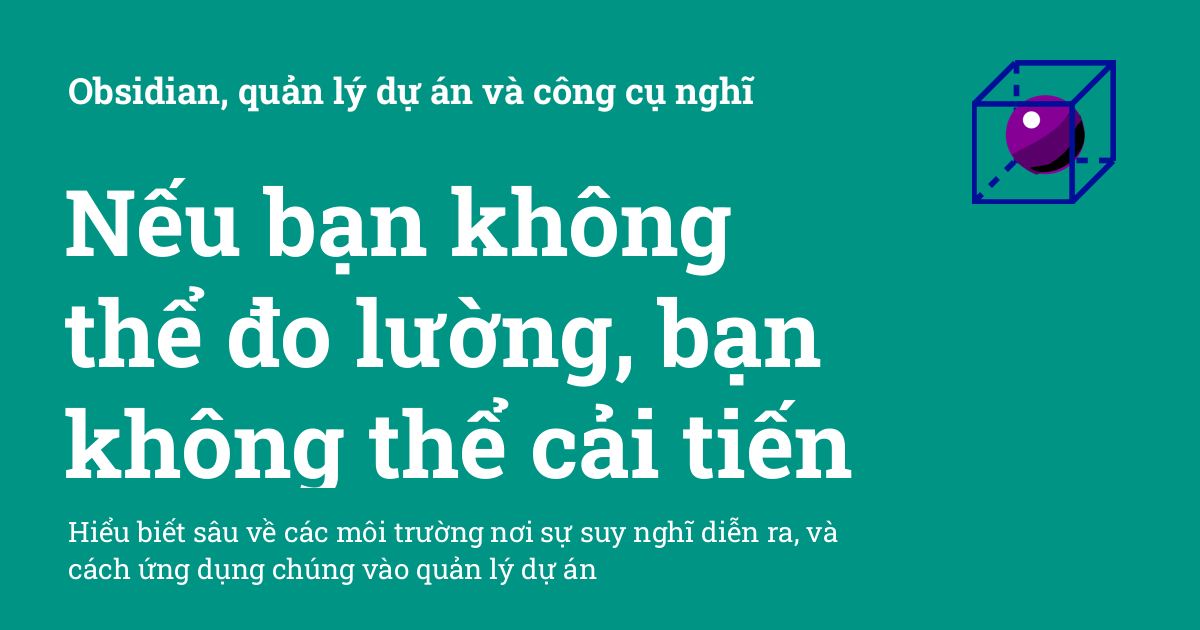 Obsidian, quản lý dự án và công cụ nghĩ
Nếu bạn không
thể đo lường, bạn
không thể cải tiến
Hiểu biết sâu về các môi trường nơi sự suy nghĩ diễn ra, và
cách ứng dụng chúng vào quản lý dự án